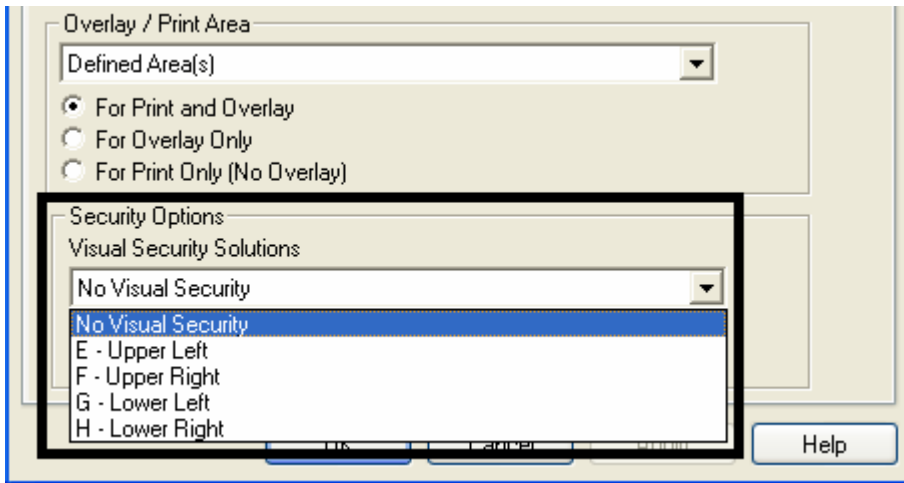 Overlay / Print Area
Defined Area(s)
For Print and Overlay
For Overlay Only
For Print Only (No Overlay)
Security Options
Visual Security Solutions
No Visual Security
No Visual Security
E - Upper Left
F - Upper Right
G - Lower Left
H - Lower Right
Help